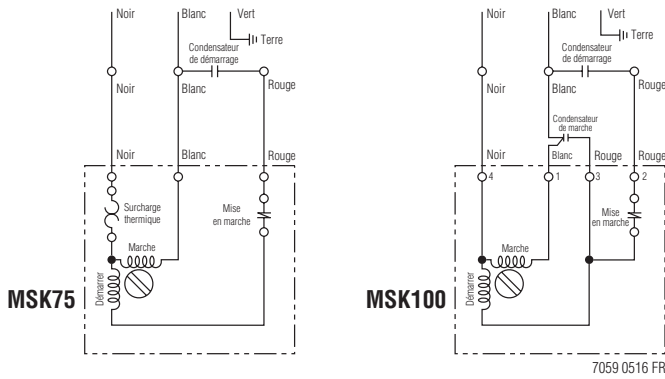 Noir
Blanc
Vert
Terre
Condensateur
de démarrage
Noir
Blanc
Rouge
Noir
Blanc
Rouge
Surcharge
thermique
Mise
en marche
Marche
Démarrer
MSK75
Noir
Blanc
Vert
Terre
Condensateur
de démarrage
Noir
Blanc
Rouge
Condensateur
de marche
Noir
Blanc
Rouge
Rouge
4
1
3
2
Mise
en marche
Marche
Démarrer
MSK100
7059 0516 FR